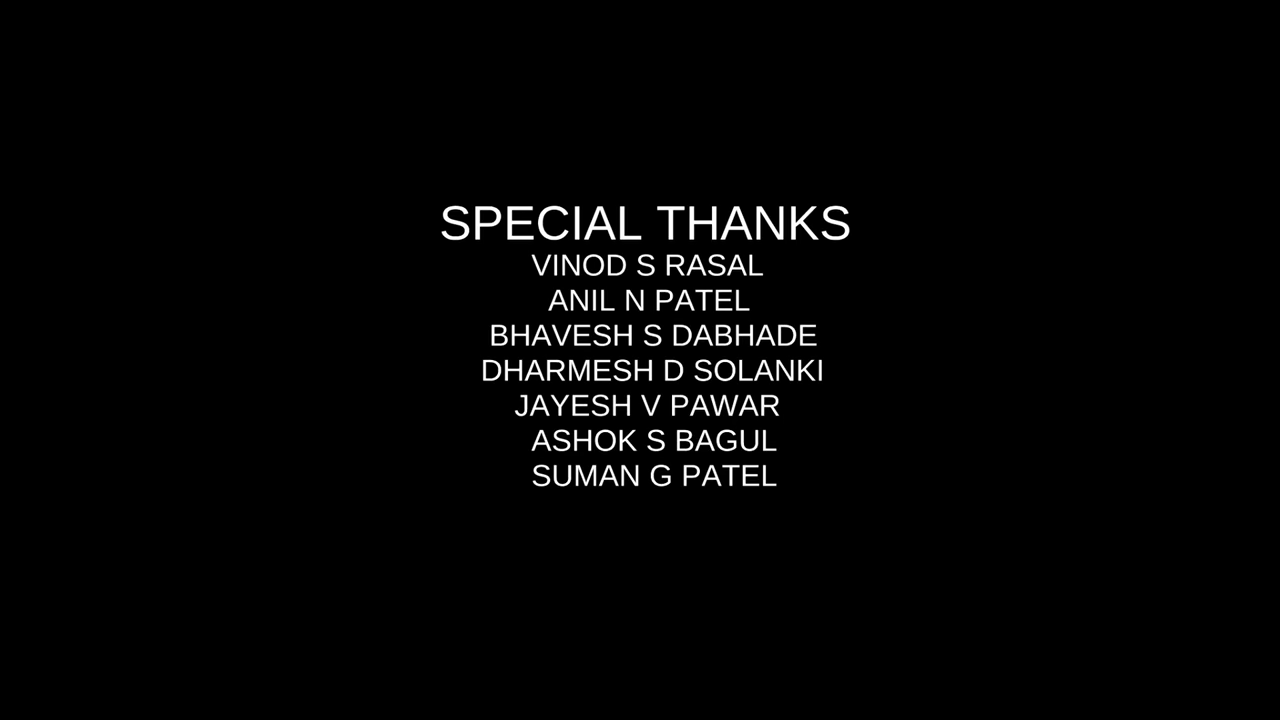 SPECIAL THANKS
VINOD S RASAL
ANIL N PATEL
BHAVESH S DABHADE
DHARMESH D SOLANKI
JAYESH V PAWAR
ASHOK S BAGUL
SUMAN G PATEL